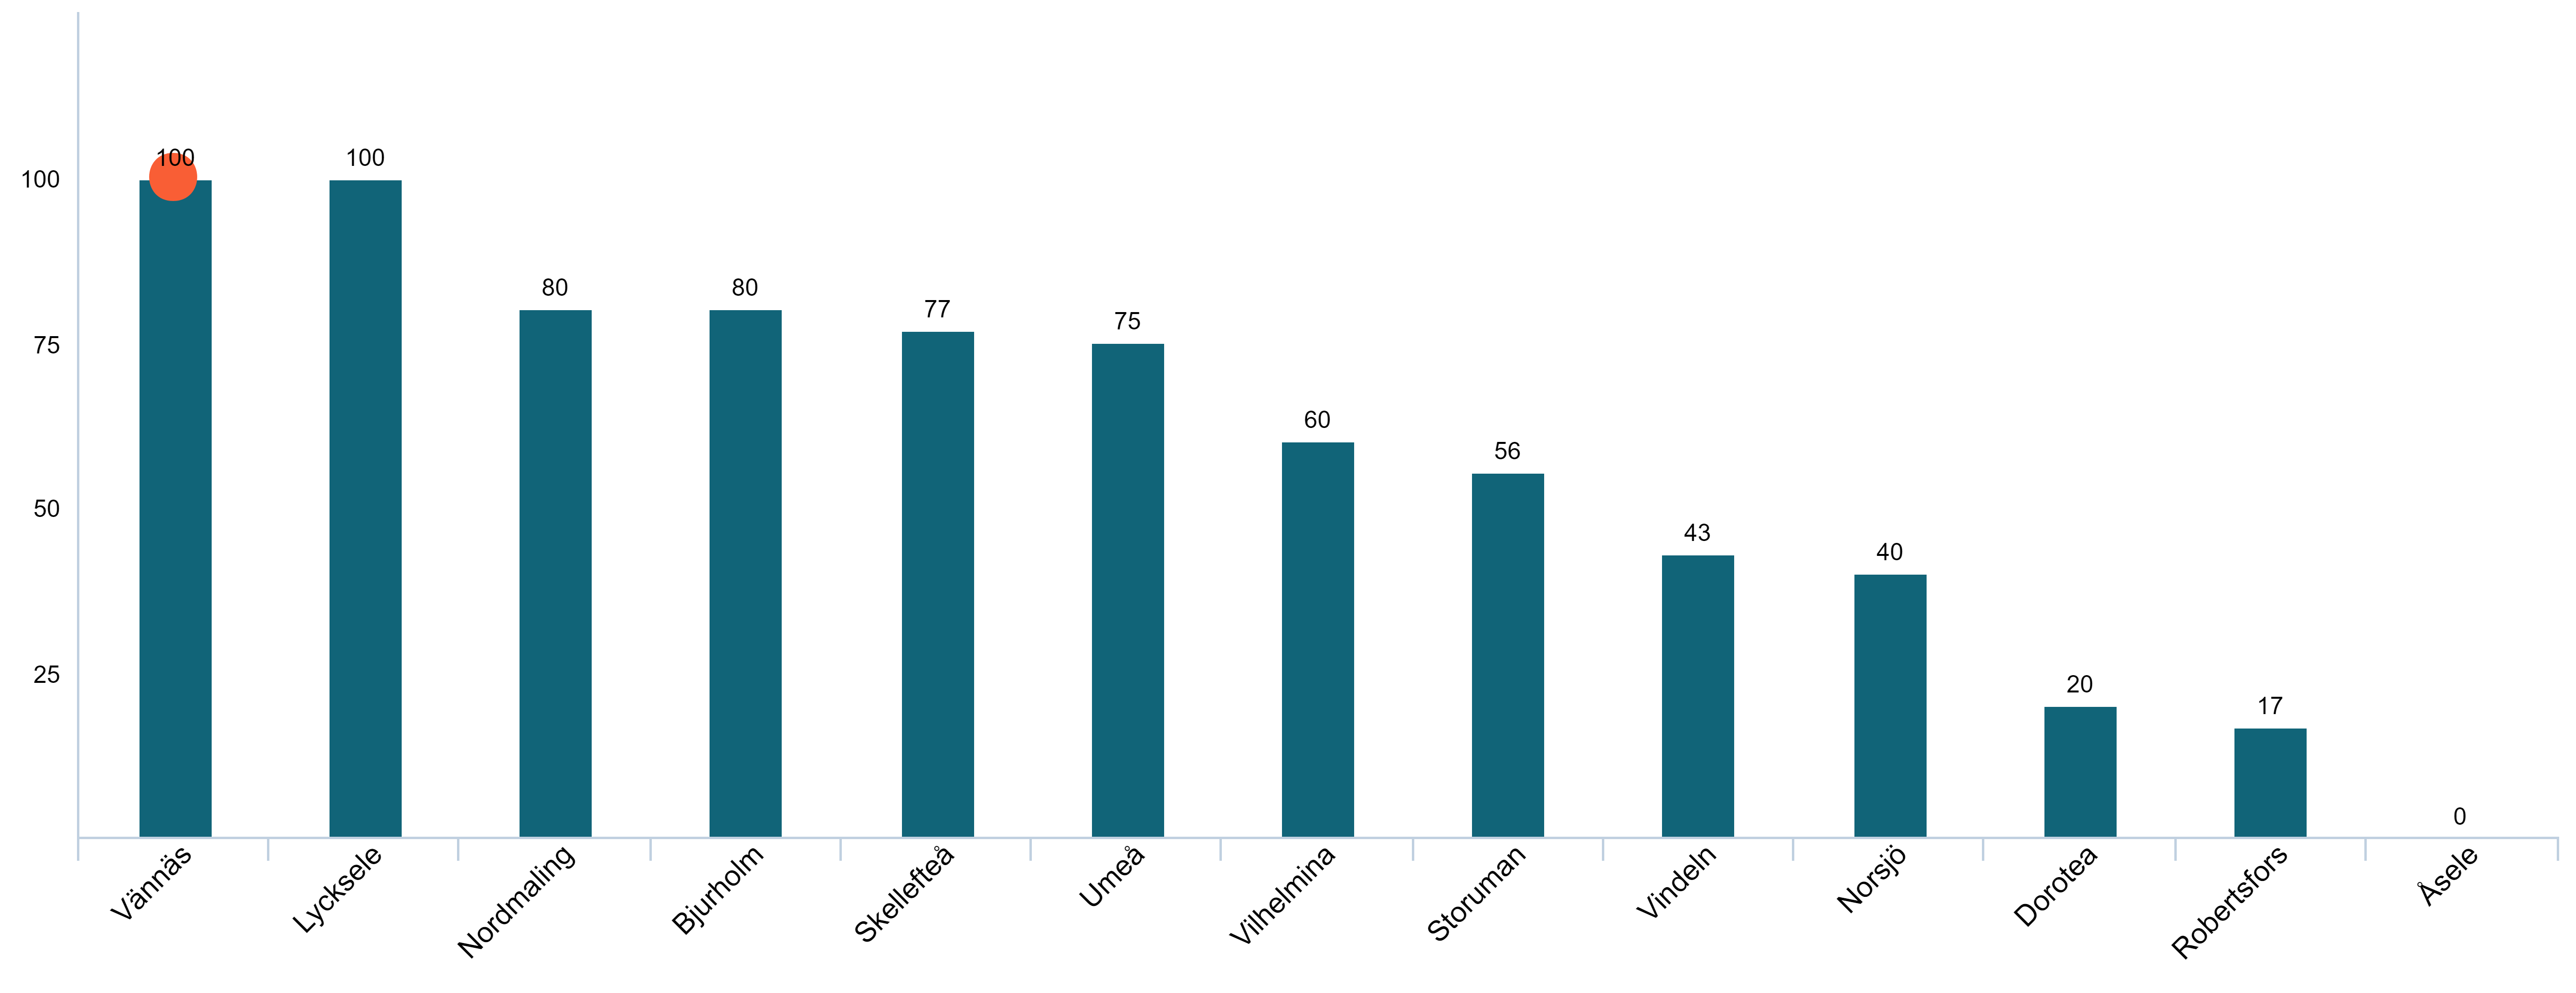 100
75
50
25
100
100
80
80
77
75
60
56
43
40
20
17
0
Vännäs
Lycksele
Nordmaling
Bjurholm
Skellefteå
Umeå
Vilhelmina
Storuman
Vindeln
Norsjö
Dorotea
Robertsfors
Åsele